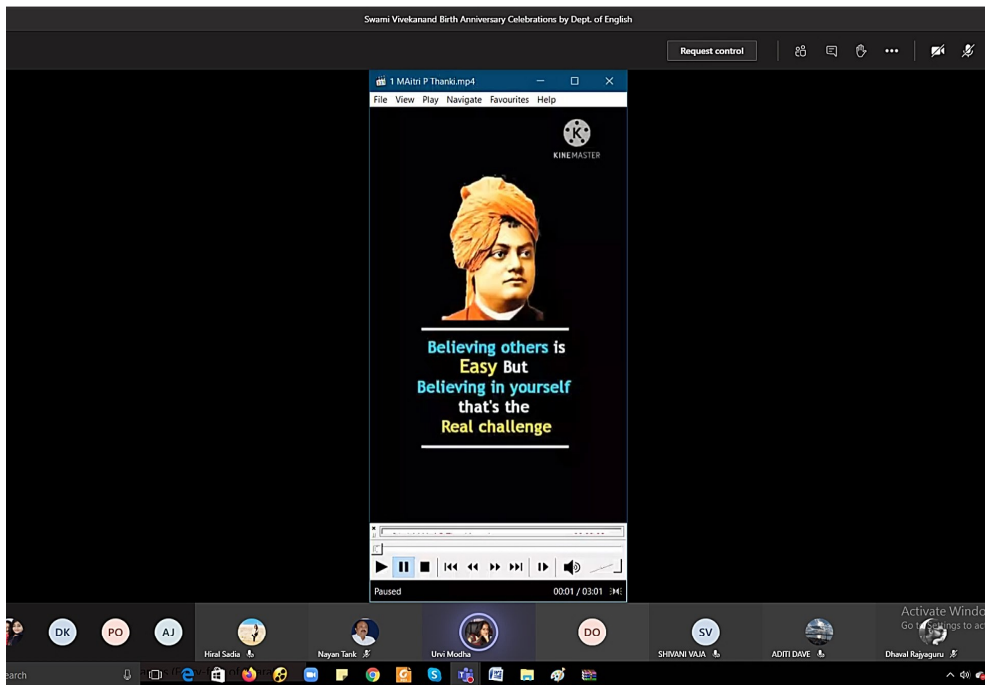 Swami Vivekanand Birth Anniversary Celebrations by Dept. of English
Request control
1 MAitri P Thanki.mp4
File View Play Navigate Favourites Help
KINEMASTER
Believing others is
Easy But
Believing in yourself
that's the
Real challenge
Paused 00:01 / 03:01
Activate Windo
Go to Settings to act
DK PO AJ DO SV
Hiral Sadia Nayan Tank Urvi Modha SHIVANI VAJA ADITI DAVE Dhaval Rajyaguru
earch